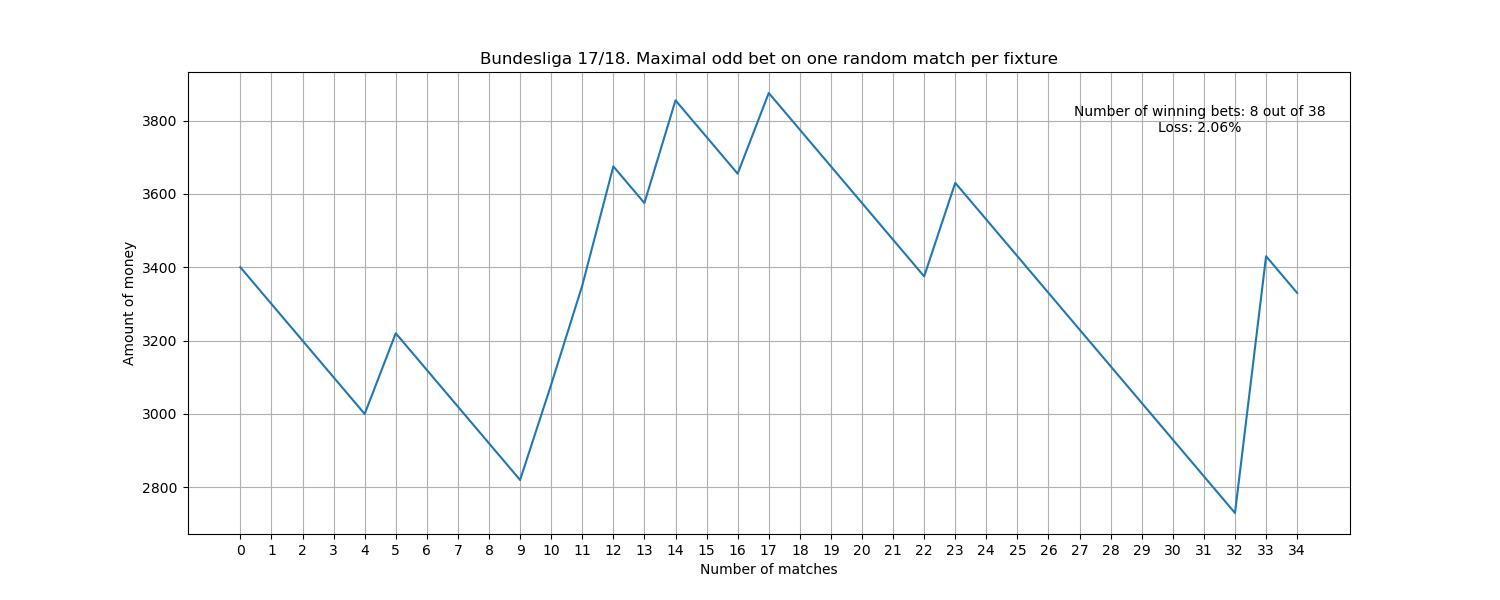 Bundesliga 17/18. Maximal odd bet on one random match per fixture
Number of winning bets: 8 out of 38
Loss: 2.06%
Amount of money
3800
3600
3400
3200
3000
2800
0 1 2 3 4 5 6 7 8 9 10 11 12 13 14 15 16 17 18 19 20 21 22 23 24 25 26 27 28 29 30 31 32 33 34
Number of matches